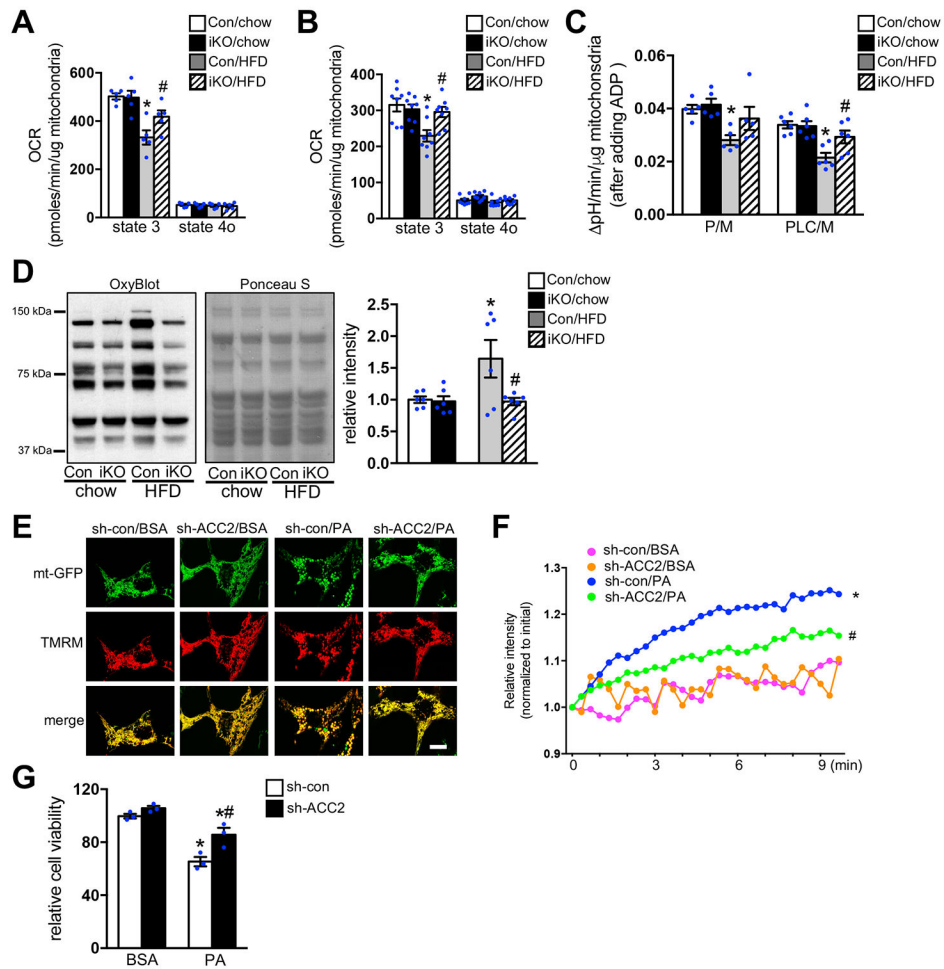 A
Con/chow
iKO/chow
Con/HFD
iKO/HFD
OCR
(pmoles/min/ug mitochondria)
600
400
200
0
*
#
state 3
state 4o
B
Con/chow
iKO/chow
Con/HFD
iKO/HFD
OCR
(pmoles/min/ug mitochondria)
400
300
200
100
0
*
#
state 3
state 4o
C
Con/chow
iKO/chow
Con/HFD
iKO/HFD
ΔpH/min/μg mitochonsdria
(after adding ADP )
0.06
0.04
0.02
0.00
*
*
#
P/M
PLC/M
D
OxyBlot
Ponceau S
150 kDa
75 kDa
37 kDa
Con iKO Con iKO
chow HFD
Con iKO Con iKO
chow HFD
relative intensity
2.5
2.0
1.5
1.0
0.5
0.0
*
#
Con/chow
iKO/chow
Con/HFD
iKO/HFD
E
sh-con/BSA sh-ACC2/BSA sh-con/PA sh-ACC2/PA
mt-GFP
TMRM
merge
F
sh-con/BSA
sh-ACC2/BSA
sh-con/PA
sh-ACC2/PA
Relative intensity
(normalized to initial)
1.3
1.2
1.1
1.0
0.9
*
#
0 3 6 9 (min)
G
sh-con
sh-ACC2
relative cell viability
120
80
40
0
*
*#
BSA
PA